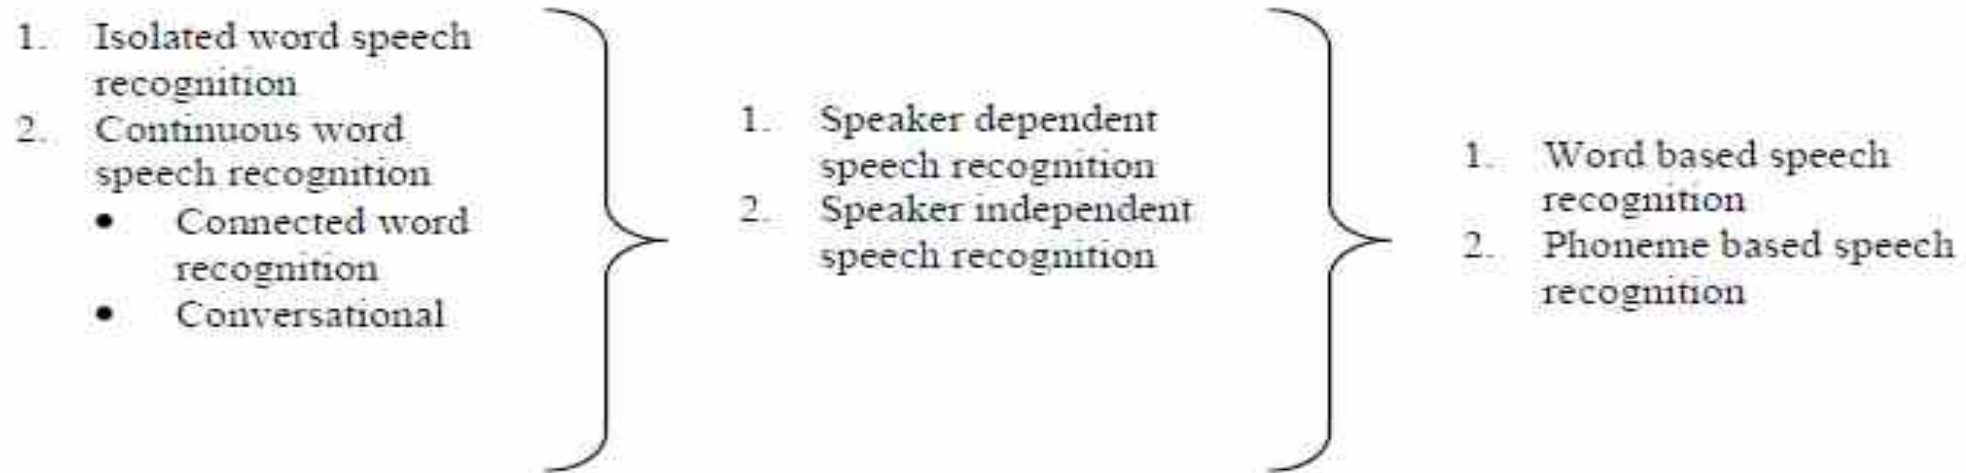 1. Isolated word speech
recognition
2. Continuous word
speech recognition
• Connected word
recognition
• Conversational
1. Speaker dependent
speech recognition
2. Speaker independent
speech recognition
1. Word based speech
recognition
2. Phoneme based speech
recognition